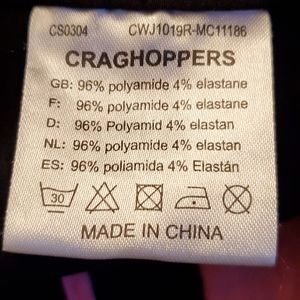 CS0304 CWJ1019R-MC11186
CRAGHOPPERS
GB: 96% polyamide 4% elastane
F: 96% polyamide 4% elastane
D: 96% Polyamid 4% elastan
NL: 96% polyamide 4% elastane
ES: 96% poliamida 4% Elastán
30
MADE IN CHINA